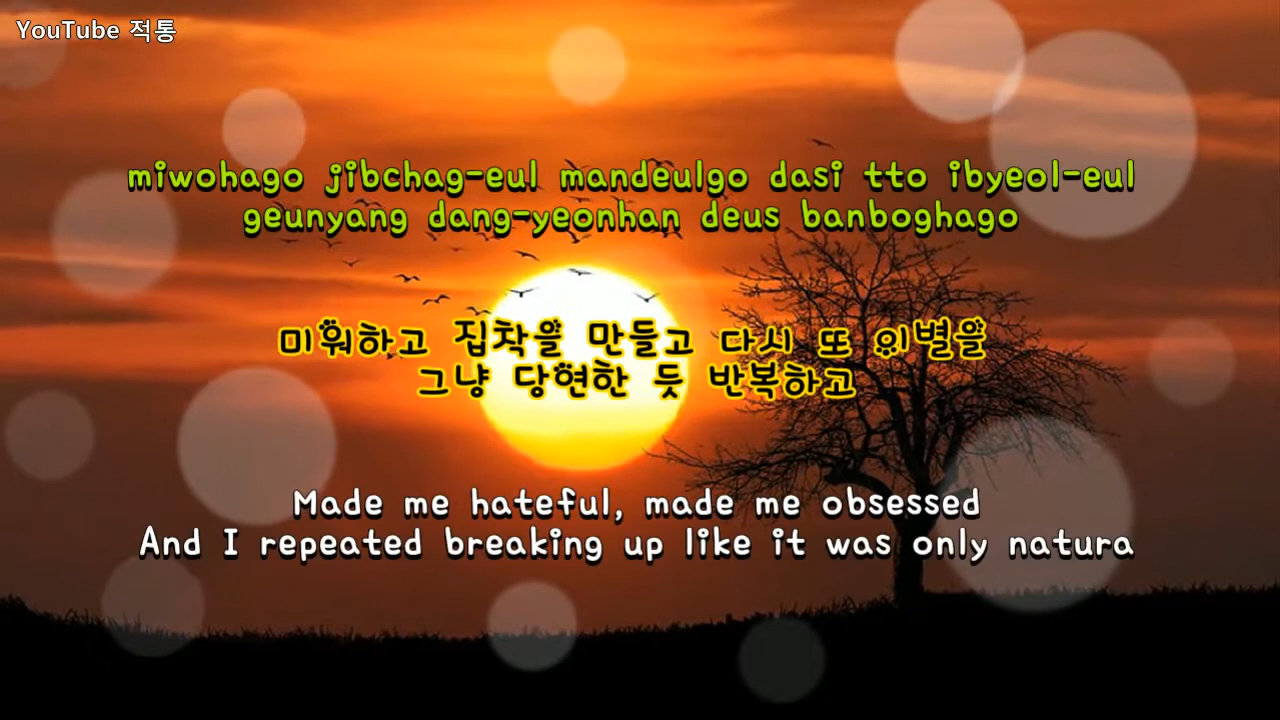 YouTube 적통
miwohago jibchag-eul mandeulgo dasi tto ibyeol-eul
geunyang dang-yeonhan deus banboghago
미워하고 집착을 만들고 다시 또 이별을
그냥 당현한 듯 반복하고
Made me hateful, made me obsessed
And I repeated breaking up like it was only natura